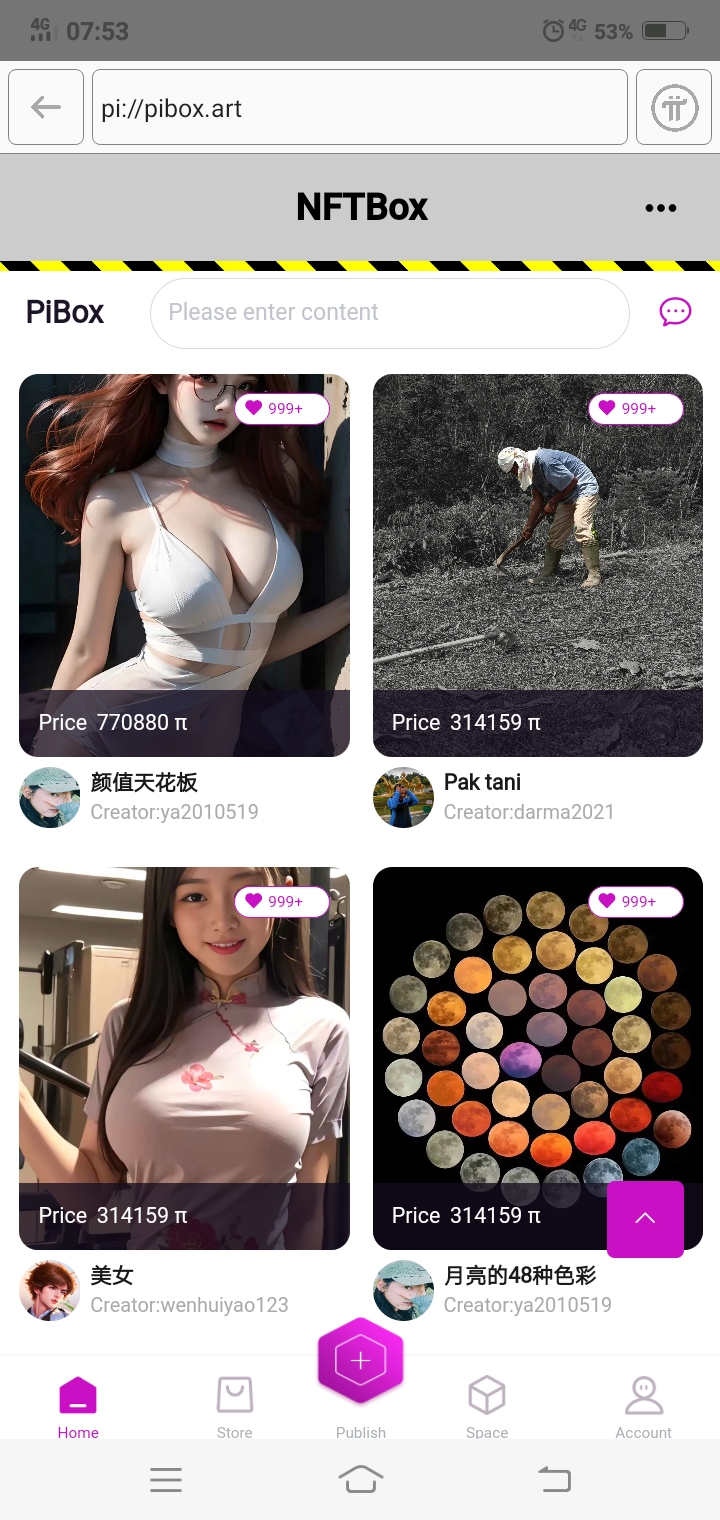 4G 07:53 4G 53%
pi://pibox.art
NFTBox
PiBox Please enter content
999+ 999+
Price 770880 π Price 314159 π
颜值天花板 Pak tani
Creator:ya2010519 Creator:darma2021
999+ 999+
Price 314159 π Price 314159 π
美女 月亮的48种色彩
Creator:wenhuiyao123 Creator:ya2010519
Home Store Publish Space Account